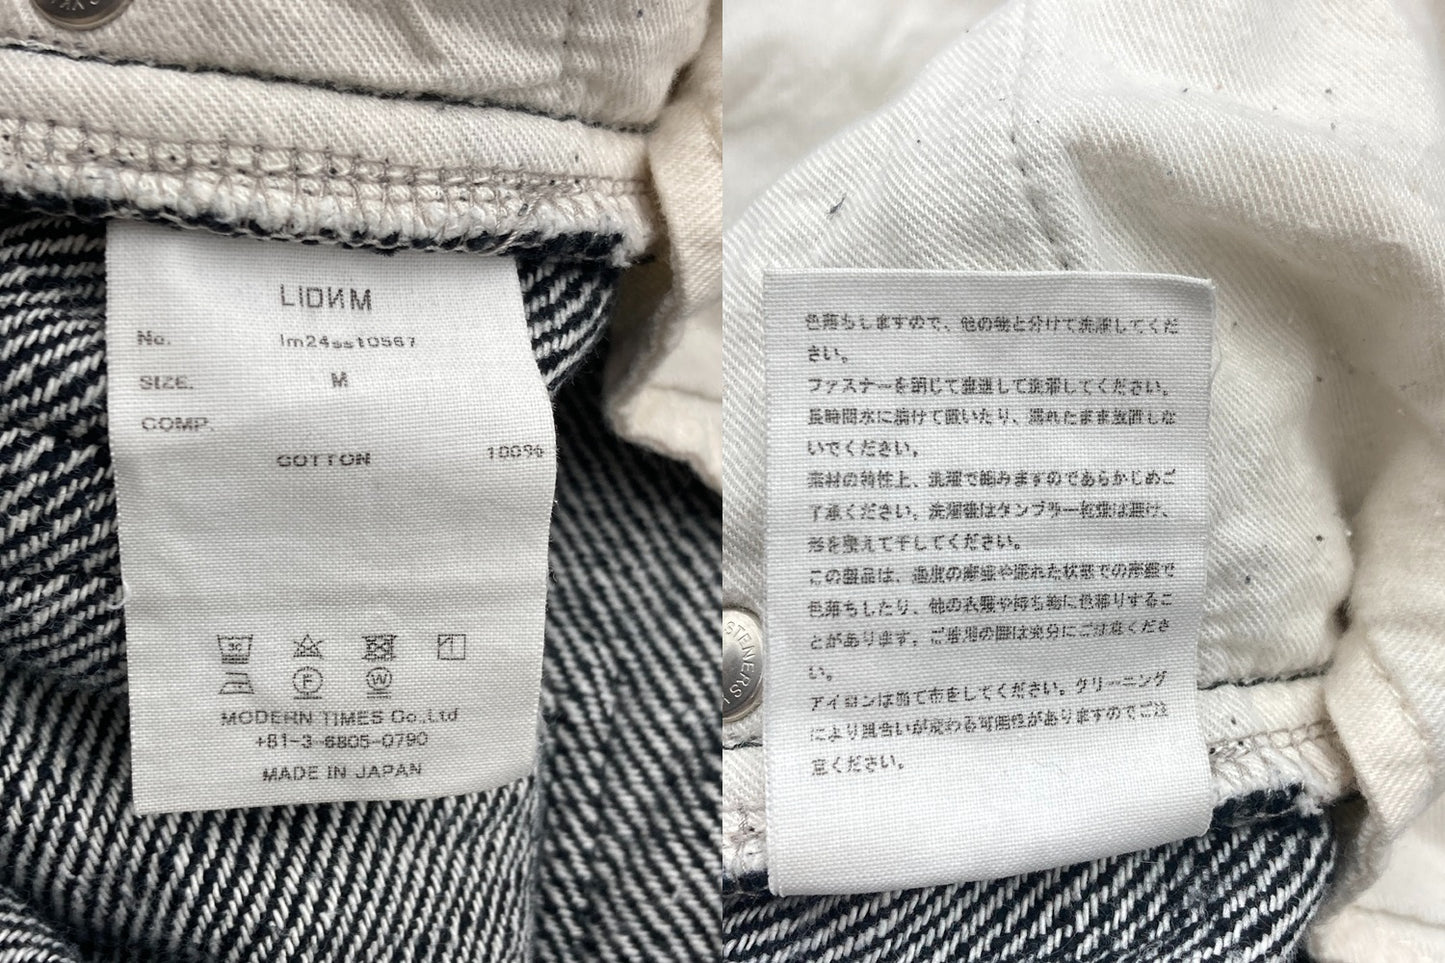 LIDИM
No. lm24sst0567
SIZE. M
COMP.
COTTON 100%
F W
MODERN TIMES Co.,Ltd
+81-3-6805-0790
MADE IN JAPAN
色落ちしますので、他の物と分けて洗濯してくだ
さい。
ファスナーを閉じて裏返して洗濯してください。
長時間水に漬けて置いたり、濡れたまま放置しな
いでください。
素材の特性上、洗濯で縮みますのであらかじめご
了承ください。洗濯後はタンブラー乾燥は避け、
形を整えて干してください。
この製品は、過度の摩擦や濡れた状態での摩擦で
色落ちしたり、他の衣類や持ち物に色移りするこ
とがあります。ご着用の際は充分にご注意くださ
い。
アイロンは当て布をしてください。クリーニング
により風合いが変わる可能性がありますのでご注
意ください。
STENERS